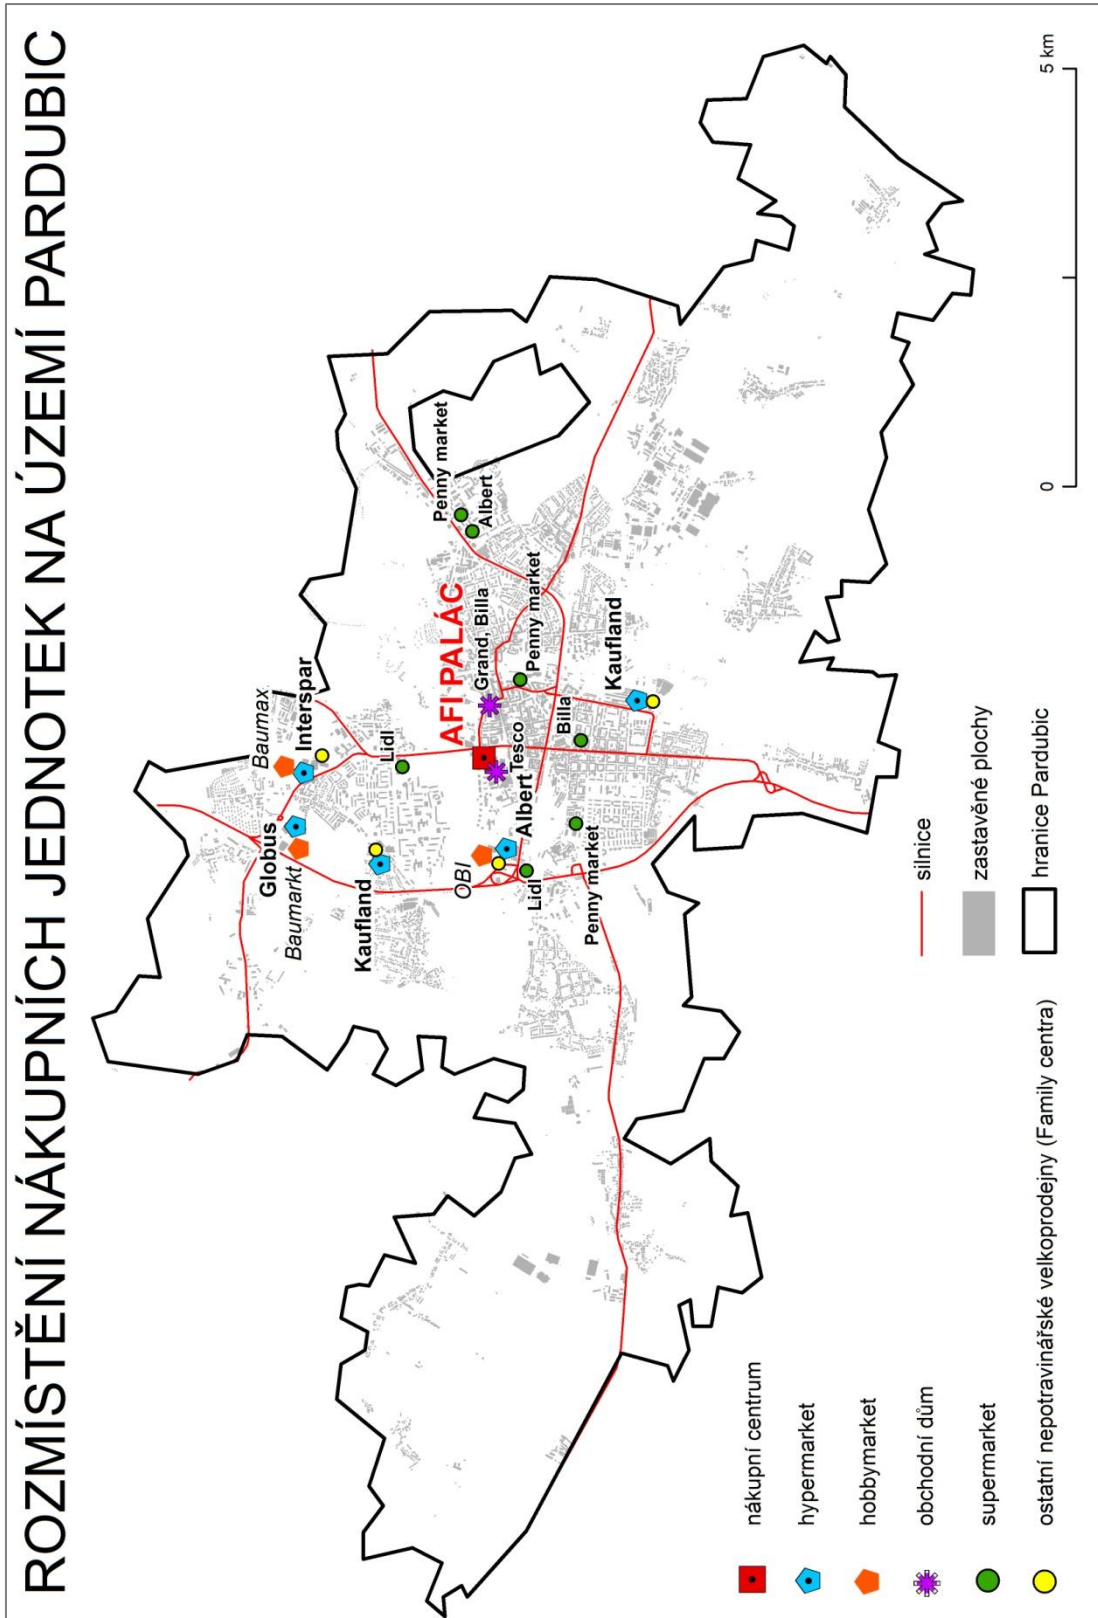 ROZMÍSTĚNÍ NÁKUPNÍCH JEDNOTEK NA ÚZEMÍ PARDUBIC
Baumax
Interspar
Globus
Baumarkt
Kaufland
Lidl
AFI PALÁC
Grand, Billa
Penny market
Albert
Tesco
Penny market
OBI
Albert
Lidl
Billa
Penny market
Kaufland
nákupní centrum
hypermarket
hobbymarket
obchodní dům
supermarket
ostatní nepotravinářské velkoprodejny (Family centra)
silnice
zastavěné plochy
hranice Pardubic
0
5 km